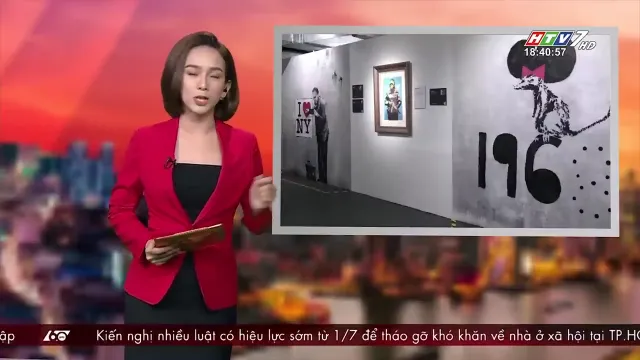 HTV7 HD
18:40:57
I ❤ NY
196
ập 60 Kiến nghị nhiều luật có hiệu lực sớm từ 1/7 để tháo gỡ khó khăn về nhà ở xã hội tại TP.HC